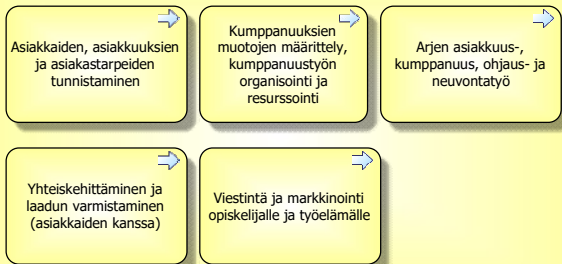 Asiakkaiden, asiakkuuksien
ja asiakastarpeiden
tunnistaminen
Kumppanuuksien
muotojen määrittely,
kumppanuustyön
organisointi ja
resurssointi
Arjen asiakkuus-,
kumppanuus, ohjaus- ja
neuvontatyö
Yhteiskehittäminen ja
laadun varmistaminen
(asiakkaiden kanssa)
Viestintä ja markkinointi
opiskelijalle ja työelämälle